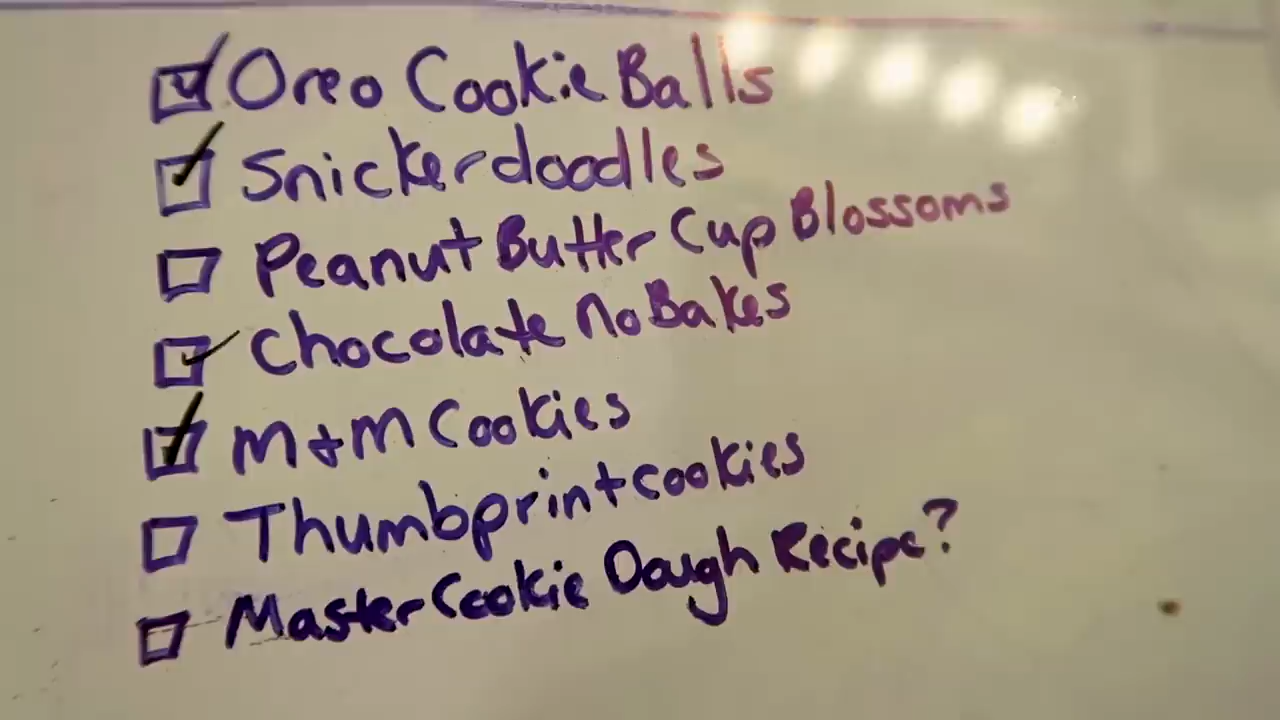 Oreo Cookie Balls
Snickerdoodles
Peanut Butter Cup Blossoms
Chocolate No Bakes
M+M Cookies
Thumbprint cookies
Master Cookie Dough Recipe?